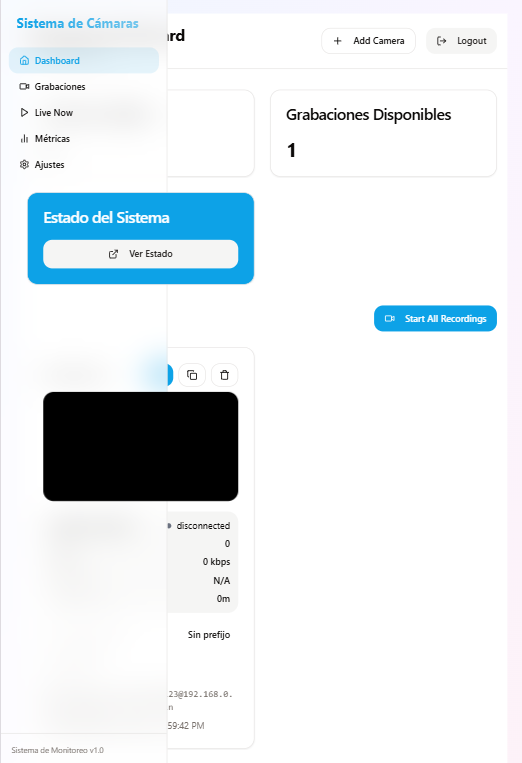 Sistema de Cámaras
Dashboard
Grabaciones
Live Now
Métricas
Ajustes
Add Camera
Logout
Grabaciones Disponibles
1
Estado del Sistema
Ver Estado
Start All Recordings
disconnected
0
0 kbps
N/A
0m
Sin prefijo
23@192.168.0.
n
59:42 PM
Sistema de Monitoreo v1.0